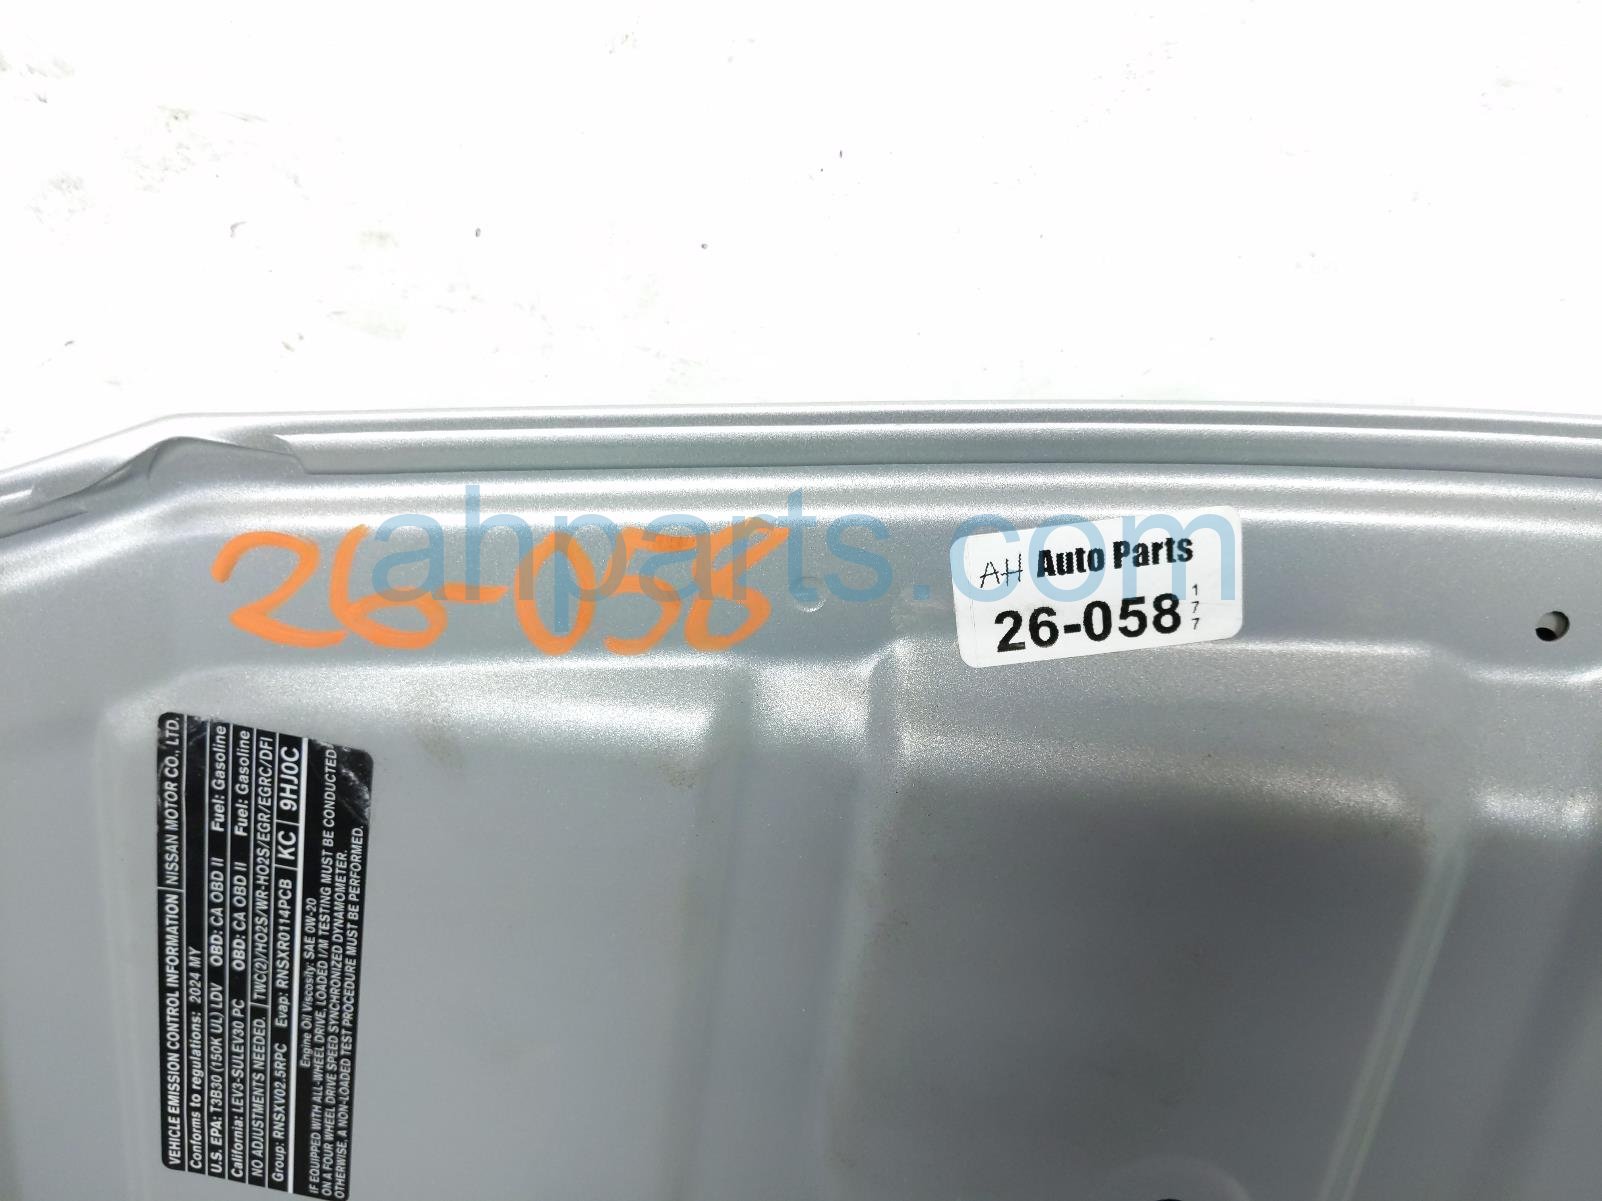 ahparts.com
26-058
AH Auto Parts
26-058 177
VEHICLE EMISSION CONTROL INFORMATION NISSAN MOTOR CO., LTD.
Conforms to regulations: 2024 MY
U.S. EPA: T3B30 (150K UL) LDV OBD: CA OBD II Fuel: Gasoline
California: LEV3-SULEV30 PC OBD: CA OBD II Fuel: Gasoline
NO ADJUSTMENTS NEEDED. TWC(2)/HO2S/WR-HO2S/EGR/EGRC/DFI
Group: RNSXV02.5RPC Evap: RNSXR0114PCB KC 9HJ0C
Engine Oil Viscosity: SAE 0W-20
IF EQUIPPED WITH ALL-WHEEL DRIVE, LOADED I/M TESTING MUST BE CONDUCTED
ON A FOUR WHEEL DRIVE SPEED SYNCHRONIZED DYNAMOMETER.
OTHERWISE, A NON-LOADED TEST PROCEDURE MUST BE PERFORMED.